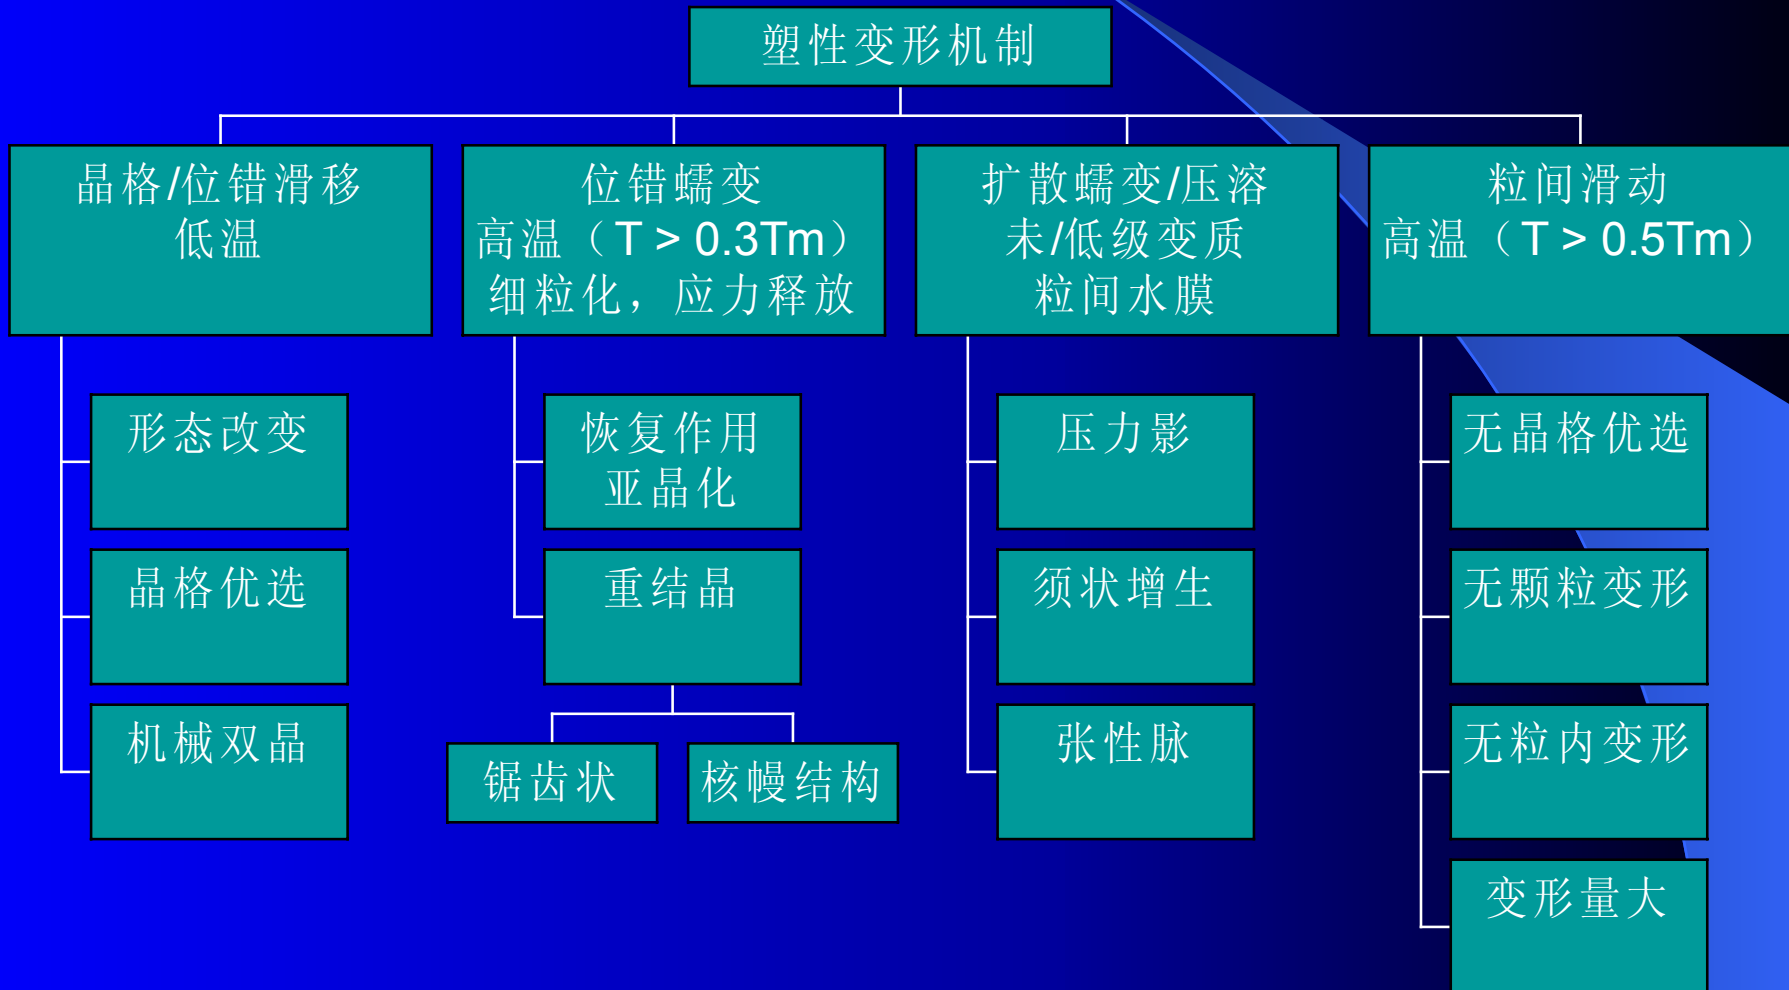 塑性变形机制
晶格/位错滑移
低温
位错蠕变
高温（T > 0.3Tm）
细粒化，应力释放
扩散蠕变/压溶
未/低级变质
粒间水膜
粒间滑动
高温（T > 0.5Tm）
形态改变
晶格优选
机械双晶
恢复作用
亚晶化
重结晶
锯齿状
核幔结构
压力影
须状增生
张性脉
无晶格优选
无颗粒变形
无粒内变形
变形量大